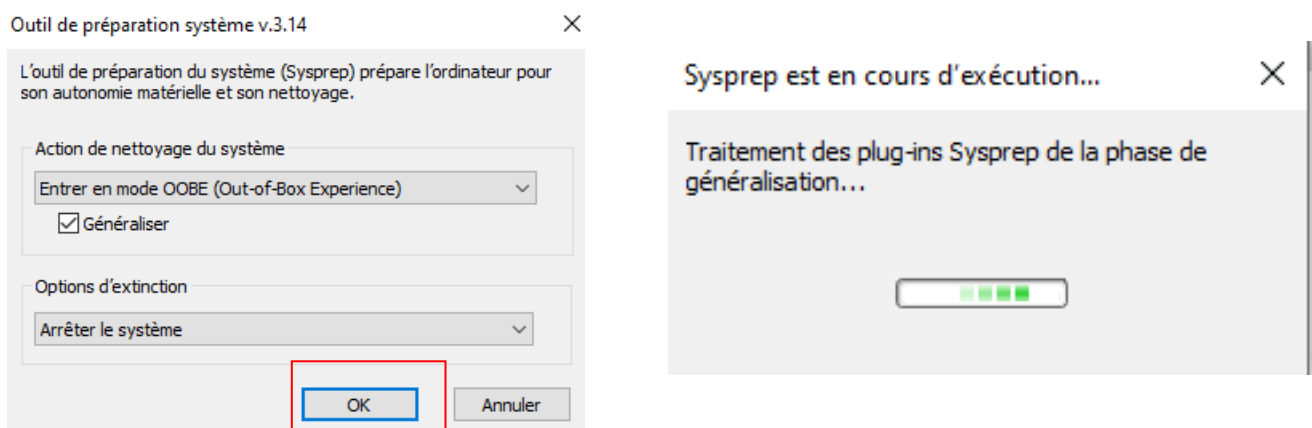 Outil de préparation système v.3.14
L'outil de préparation du système (Sysprep) prépare l'ordinateur pour
son autonomie matérielle et son nettoyage.
Action de nettoyage du système
Entrer en mode OOBE (Out-of-Box Experience)
Généraliser
Options d'extinction
Arrêter le système
OK
Annuler
Sysprep est en cours d'exécution...
Traitement des plug-ins Sysprep de la phase de
généralisation...